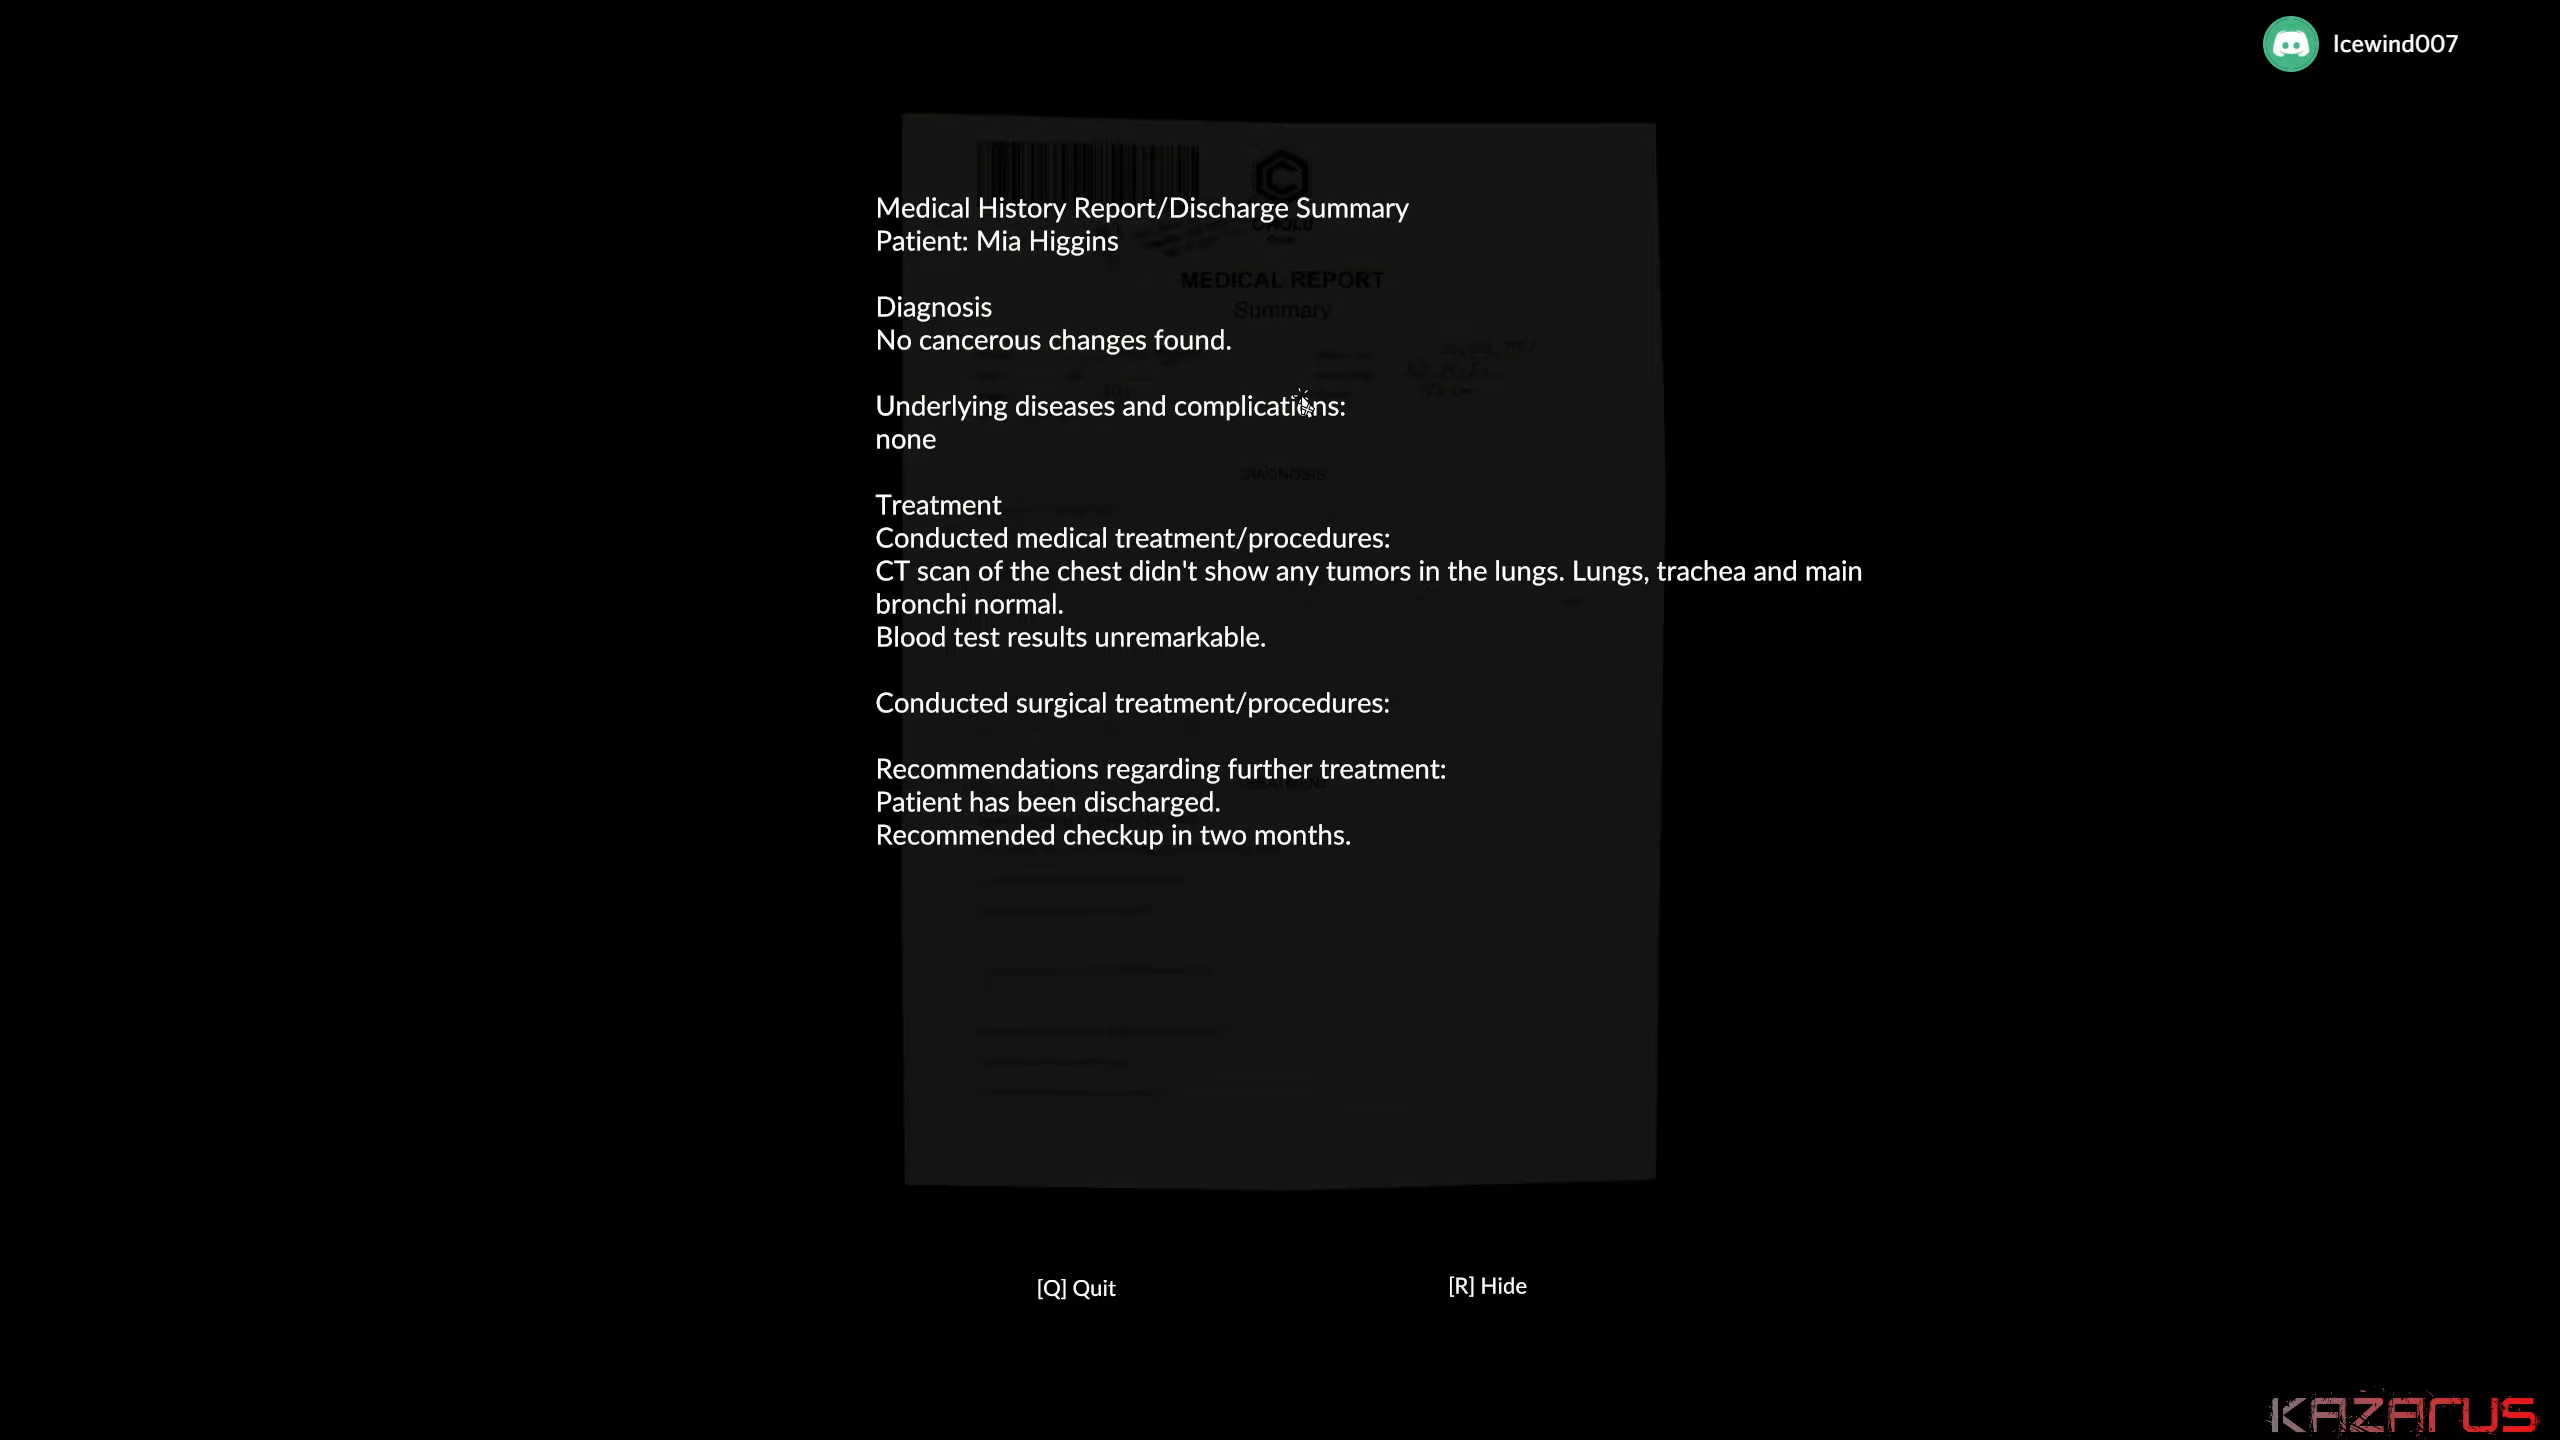 Icewind007
Medical History Report/Discharge Summary
Patient: Mia Higgins
MEDICAL REPORT
Summary
Diagnosis
No cancerous changes found.
Underlying diseases and complications:
none
DIAGNOSIS
Treatment
Conducted medical treatment/procedures:
CT scan of the chest didn't show any tumors in the lungs. Lungs, trachea and main
bronchi normal.
Blood test results unremarkable.
Conducted surgical treatment/procedures:
Recommendations regarding further treatment:
Patient has been discharged.
Recommended checkup in two months.
[Q] Quit
[R] Hide
KAZARUS